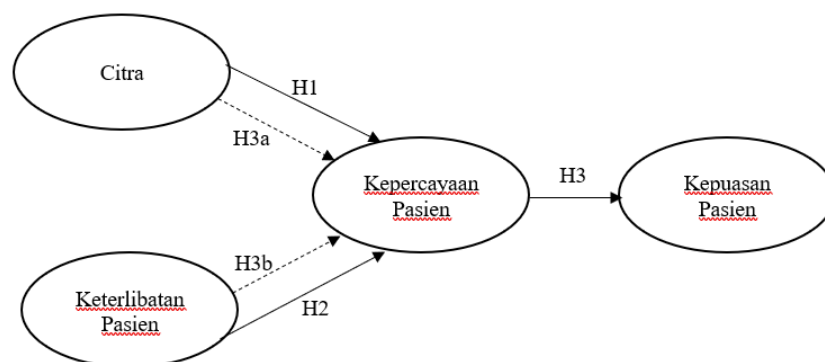 Citra
H1
H3a
Kepercayaan
Pasien
H3
Kepuasan
Pasien
H3b
Keterlibatan
Pasien
H2